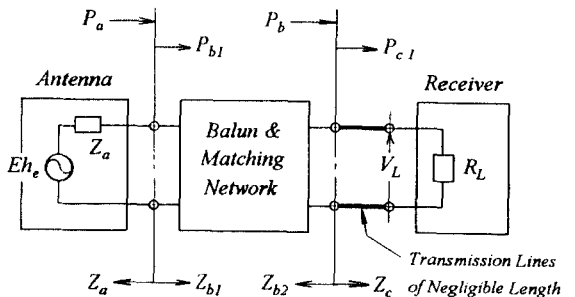 P_a
P_b1
P_b
P_c1
Antenna
Receiver
Eh_e
Z_a
Balun &
Matching
Network
V_L
R_L
Transmission Lines
of Negligible Length
Z_a
Z_b1
Z_b2
Z_c